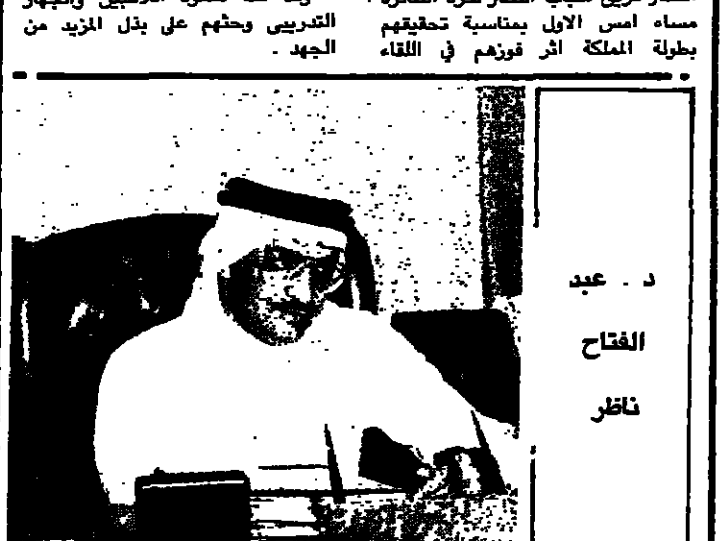 مساء امس الاول بمناسبة تحقيقهم
بطولة المملكة اثر فوزهم في اللقاء
التدريبى وحثهم على بذل المزيد من
الجهد .
د . عبد
الفتاح
ناظر